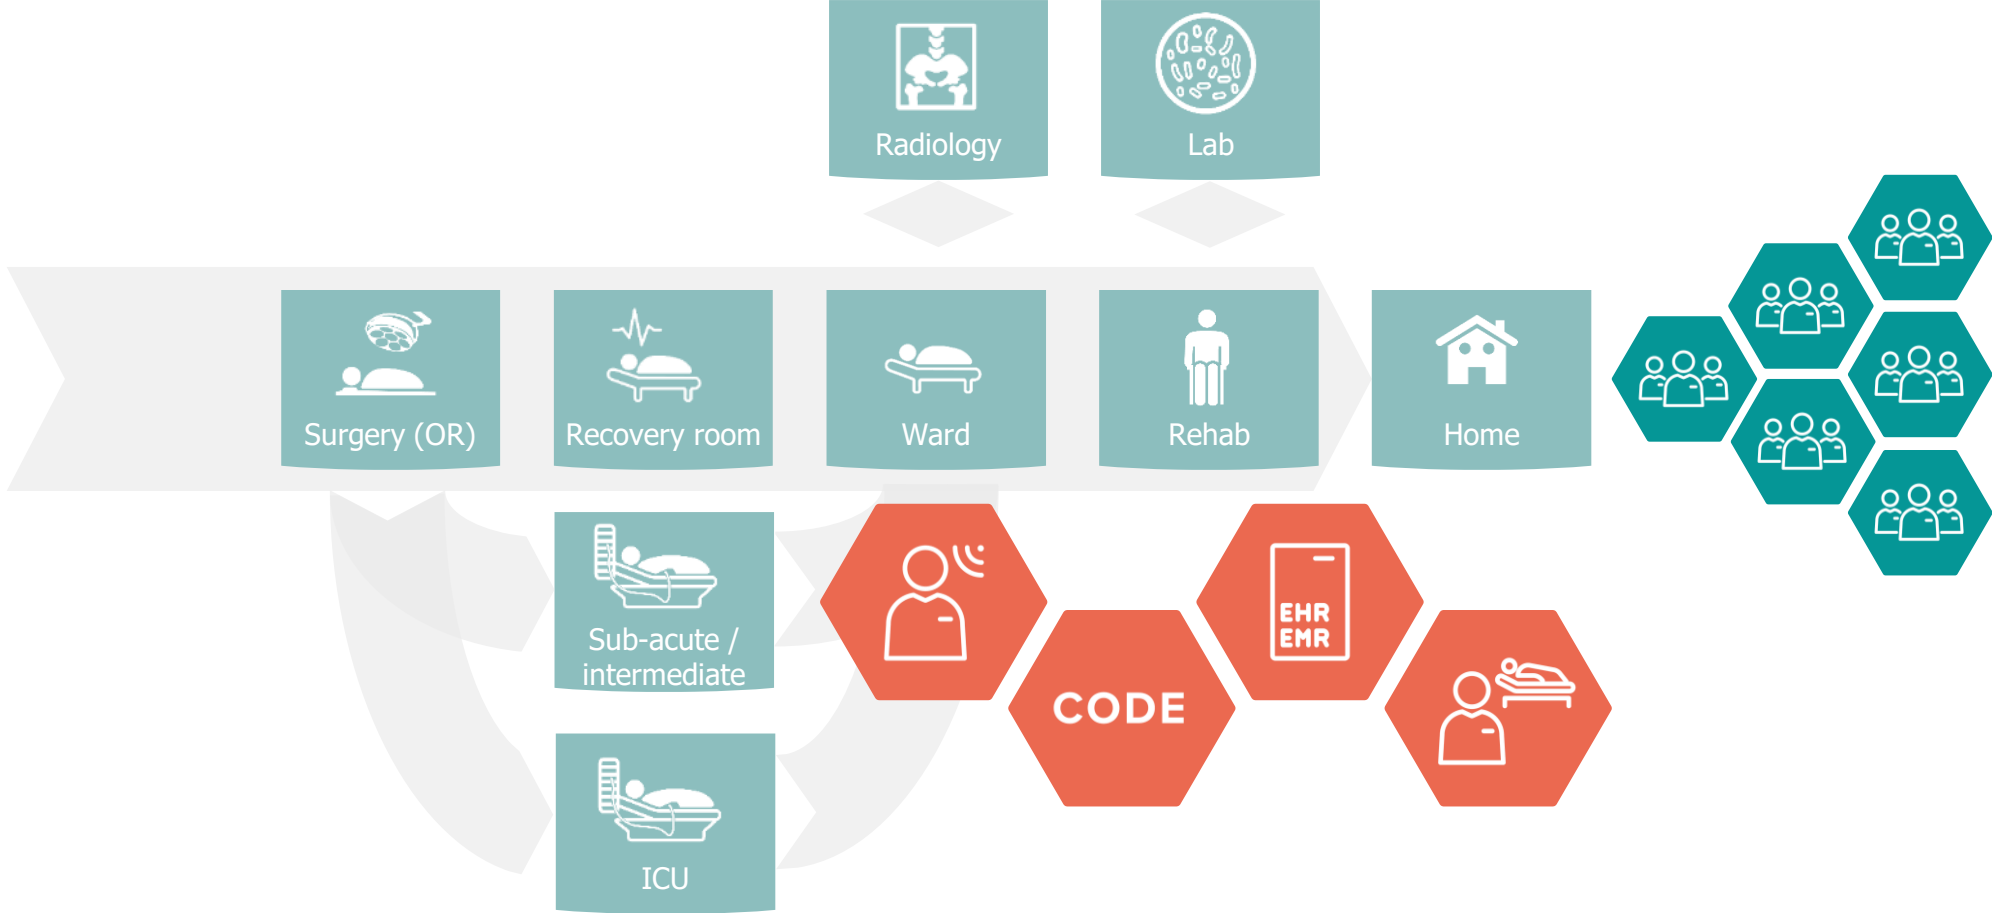 Radiology
Lab
Surgery (OR)
Recovery room
Ward
Rehab
Home
Sub-acute /
intermediate
ICU
CODE
EHR
EMR